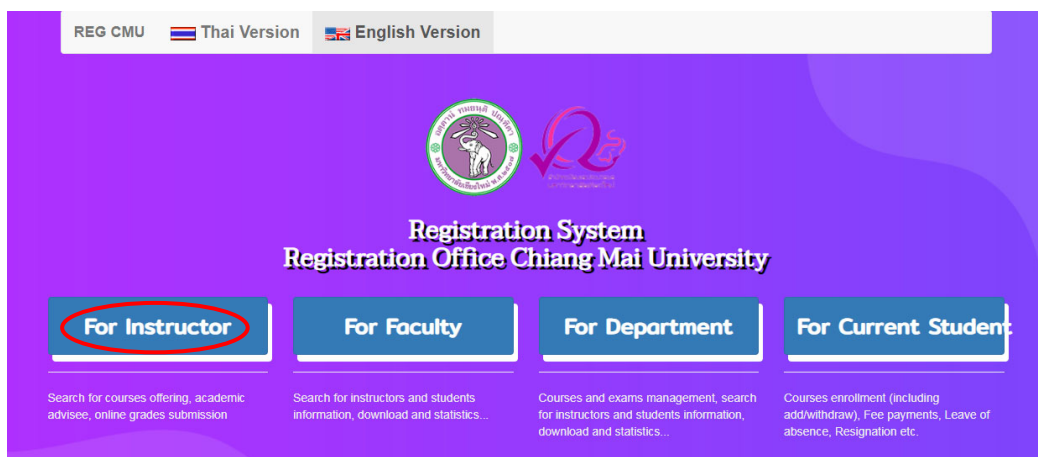 REG CMU Thai Version English Version
Registration System
Registration Office Chiang Mai University
For Instructor For Faculty For Department For Current Student
Search for courses offering, academic
advisee, online grades submission
Search for instructors and students
information, download and statistics...
Courses and exams management, search
for instructors and students information,
download and statistics...
Courses enrollment (including
add/withdraw), Fee payments, Leave of
absence, Resignation etc.